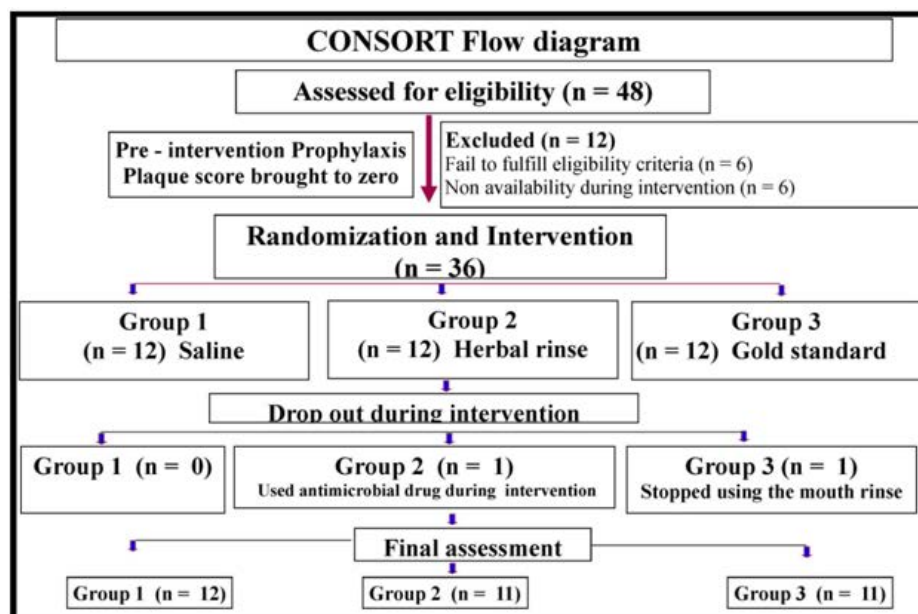 CONSORT Flow diagram
Assessed for eligibility (n = 48)
Pre - intervention Prophylaxis
Plaque score brought to zero
Excluded (n = 12)
Fail to fulfill eligibility criteria (n = 6)
Non availability during intervention (n = 6)
Randomization and Intervention
(n = 36)
Group 1
(n = 12) Saline
Group 2
(n = 12) Herbal rinse
Group 3
(n = 12) Gold standard
Drop out during intervention
Group 1 (n = 0)
Group 2 (n = 1)
Used antimicrobial drug during intervention
Group 3 (n = 1)
Stopped using the mouth rinse
Final assessment
Group 1 (n = 12)
Group 2 (n = 11)
Group 3 (n = 11)